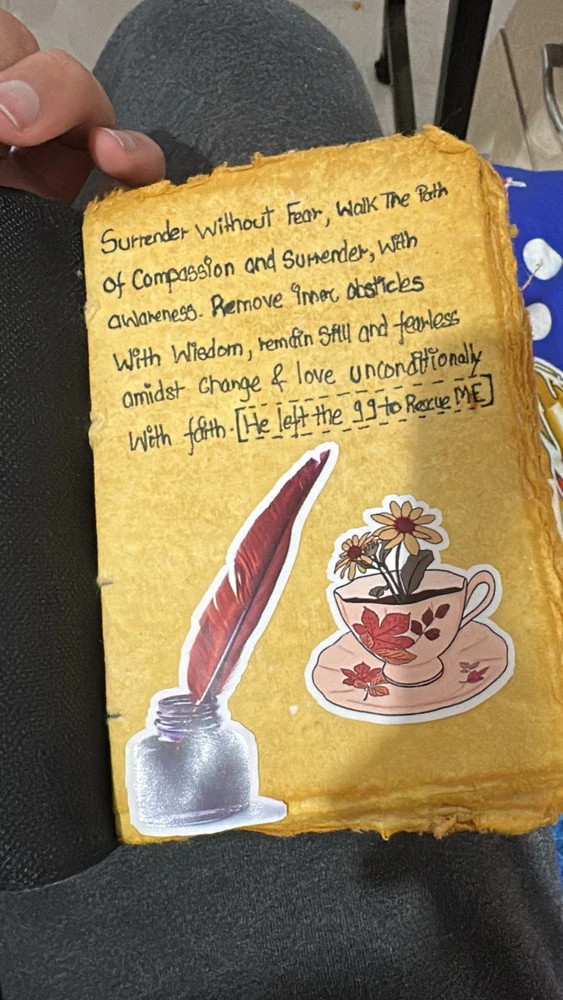 Surrender Without Fear, Walk The Path
of Compassion and Surrender, with
awareness. Remove inner obsticles
With Wisdom, remain still and fearless
amidst change & love unconditionally
With faith. [He left the 99 to Rescue ME]